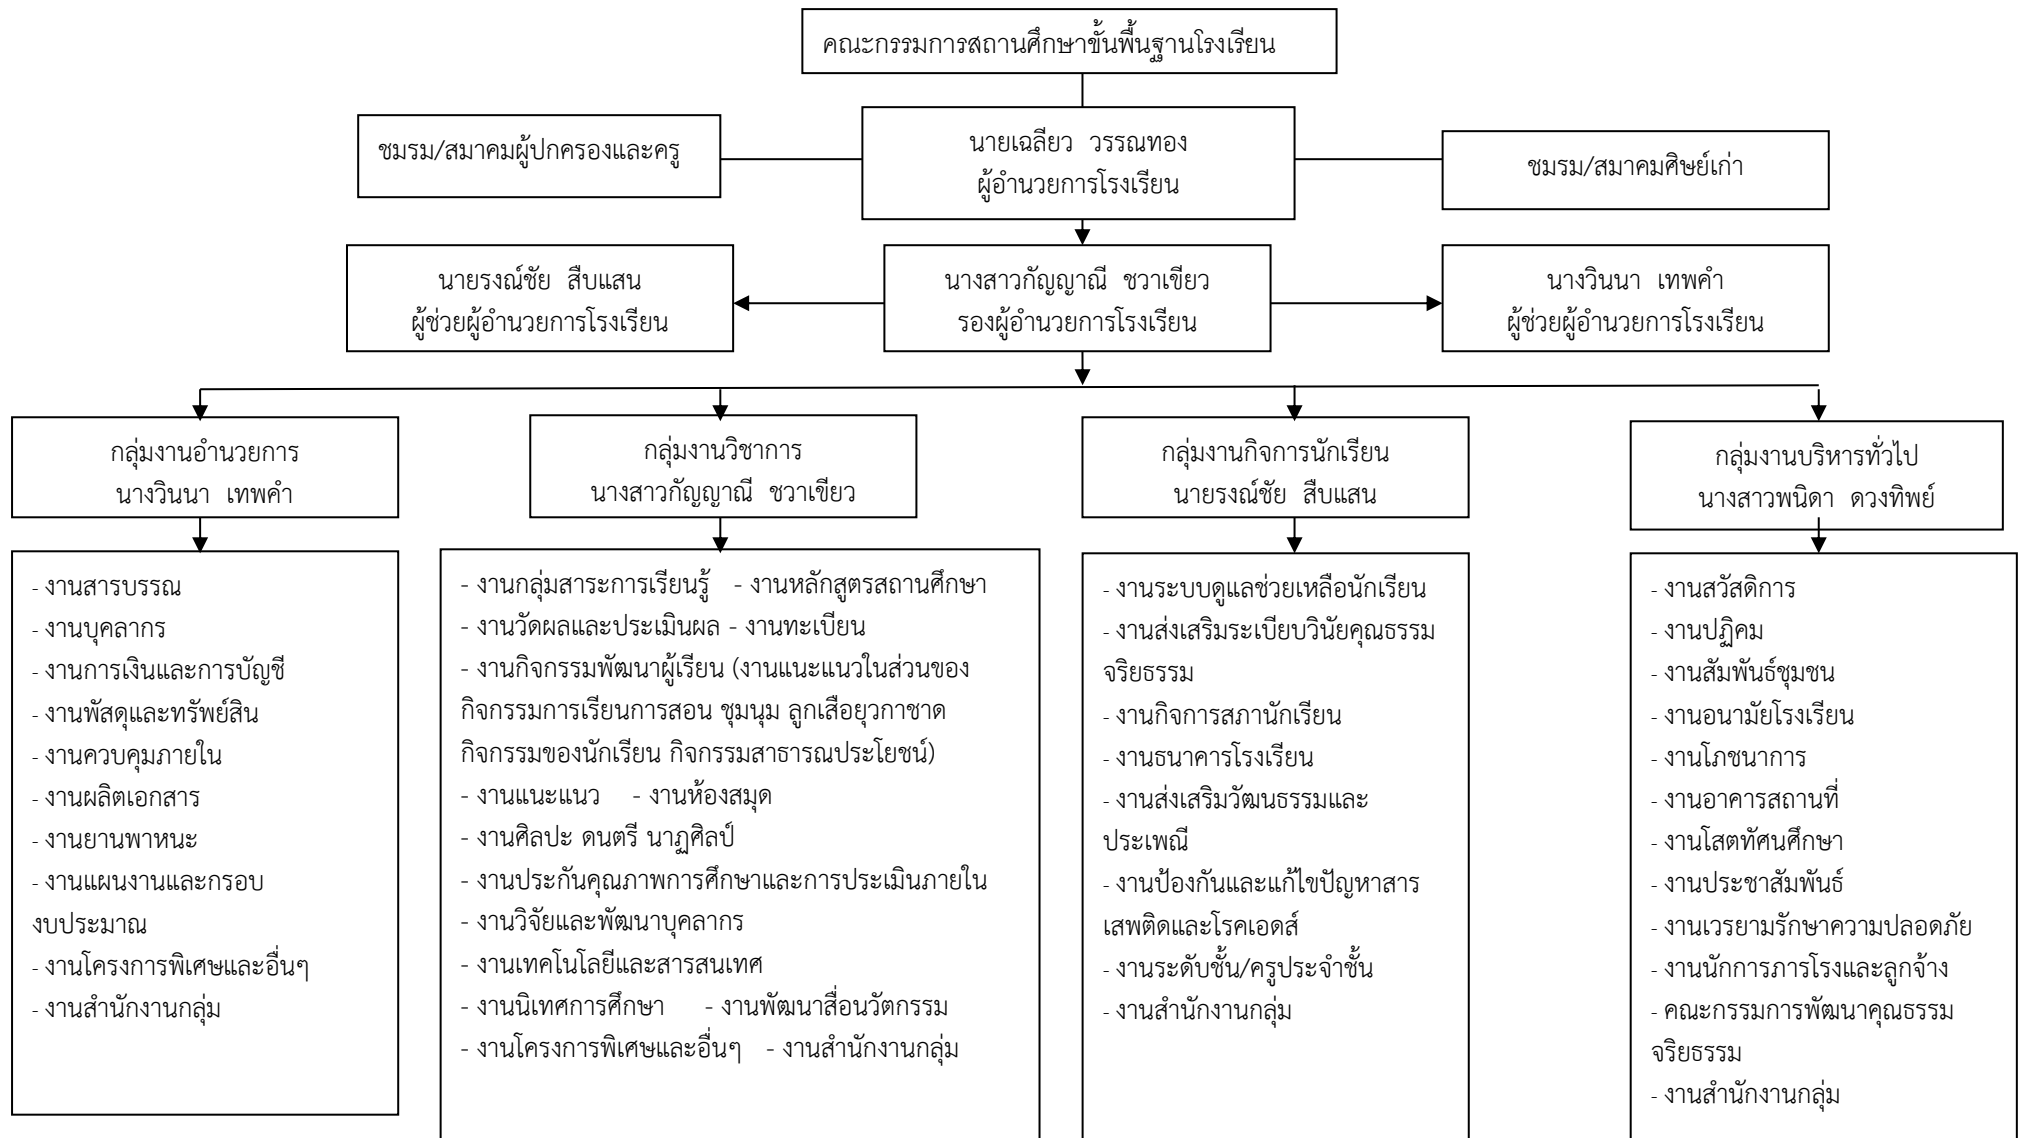 คณะกรรมการสถานศึกษาขั้นพื้นฐานโรงเรียน
ชมรม/สมาคมผู้ปกครองและครู
นายเฉลียว วรรณทอง
ผู้อำนวยการโรงเรียน
ชมรม/สมาคมศิษย์เก่า
นายรงณ์ชัย สืบแสน
ผู้ช่วยผู้อำนวยการโรงเรียน
นางสาวกัญญาณี ชวาเขียว
รองผู้อำนวยการโรงเรียน
นางวินนา เทพคำ
ผู้ช่วยผู้อำนวยการโรงเรียน
กลุ่มงานอำนวยการ
นางวินนา เทพคำ
กลุ่มงานวิชาการ
นางสาวกัญญาณี ชวาเขียว
กลุ่มงานกิจการนักเรียน
นายรงณ์ชัย สืบแสน
กลุ่มงานบริหารทั่วไป
นางสาวพนิดา ดวงทิพย์
- งานสารบรรณ
- งานบุคลากร
- งานการเงินและการบัญชี
- งานพัสดุและทรัพย์สิน
- งานควบคุมภายใน
- งานผลิตเอกสาร
- งานยานพาหนะ
- งานแผนงานและกรอบ
งบประมาณ
- งานโครงการพิเศษและอื่นๆ
- งานสำนักงานกลุ่ม
- งานกลุ่มสาระการเรียนรู้ - งานหลักสูตรสถานศึกษา
- งานวัดผลและประเมินผล - งานทะเบียน
- งานกิจกรรมพัฒนาผู้เรียน (งานแนะแนวในส่วนของ
กิจกรรมการเรียนการสอน ชุมนุม ลูกเสือยุวกาชาด
กิจกรรมของนักเรียน กิจกรรมสาธารณประโยชน์)
- งานแนะแนว - งานห้องสมุด
- งานศิลปะ ดนตรี นาฏศิลป์
- งานประกันคุณภาพการศึกษาและการประเมินภายใน
- งานวิจัยและพัฒนาบุคลากร
- งานเทคโนโลยีและสารสนเทศ
- งานนิเทศการศึกษา - งานพัฒนาสื่อนวัตกรรม
- งานโครงการพิเศษและอื่นๆ - งานสำนักงานกลุ่ม
- งานระบบดูแลช่วยเหลือนักเรียน
- งานส่งเสริมระเบียบวินัยคุณธรรม
จริยธรรม
- งานกิจการสภานักเรียน
- งานธนาคารโรงเรียน
- งานส่งเสริมวัฒนธรรมและ
ประเพณี
- งานป้องกันและแก้ไขปัญหาสาร
เสพติดและโรคเอดส์
- งานระดับชั้น/ครูประจำชั้น
- งานสำนักงานกลุ่ม
- งานสวัสดิการ
- งานปฏิคม
- งานสัมพันธ์ชุมชน
- งานอนามัยโรงเรียน
- งานโภชนาการ
- งานอาคารสถานที่
- งานโสตทัศนศึกษา
- งานประชาสัมพันธ์
- งานเวรยามรักษาความปลอดภัย
- งานนักการภารโรงและลูกจ้าง
- คณะกรรมการพัฒนาคุณธรรม
จริยธรรม
- งานสำนักงานกลุ่ม